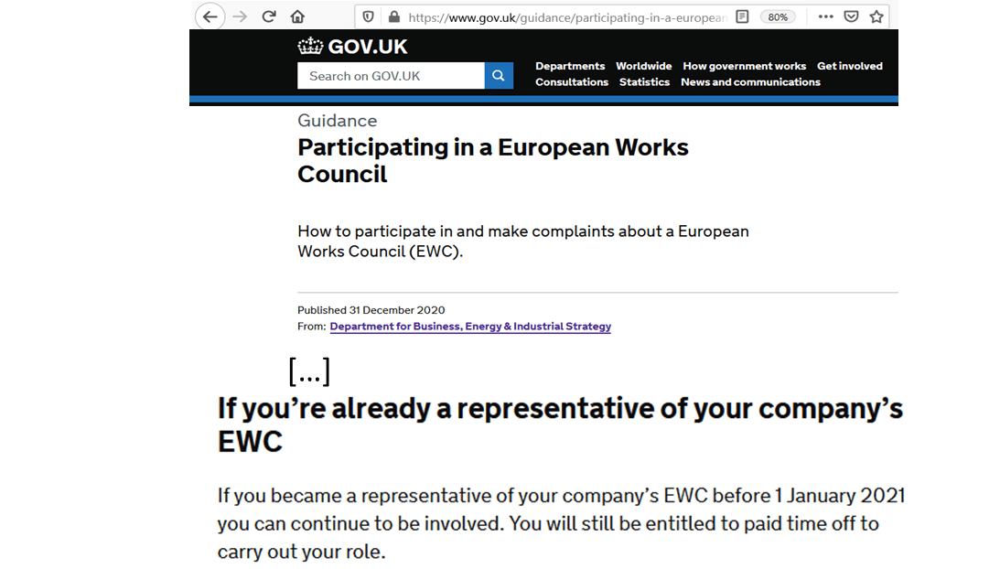 https://www.gov.uk/guidance/participating-in-a-european
80%
GOV.UK
Search on GOV.UK
Departments Worldwide How government works Get involved
Consultations Statistics News and communications
Guidance
Participating in a European Works
Council
How to participate in and make complaints about a European
Works Council (EWC).
Published 31 December 2020
From: Department for Business, Energy & Industrial Strategy
[...]
If you’re already a representative of your company’s
EWC
If you became a representative of your company’s EWC before 1 January 2021
you can continue to be involved. You will still be entitled to paid time off to
carry out your role.